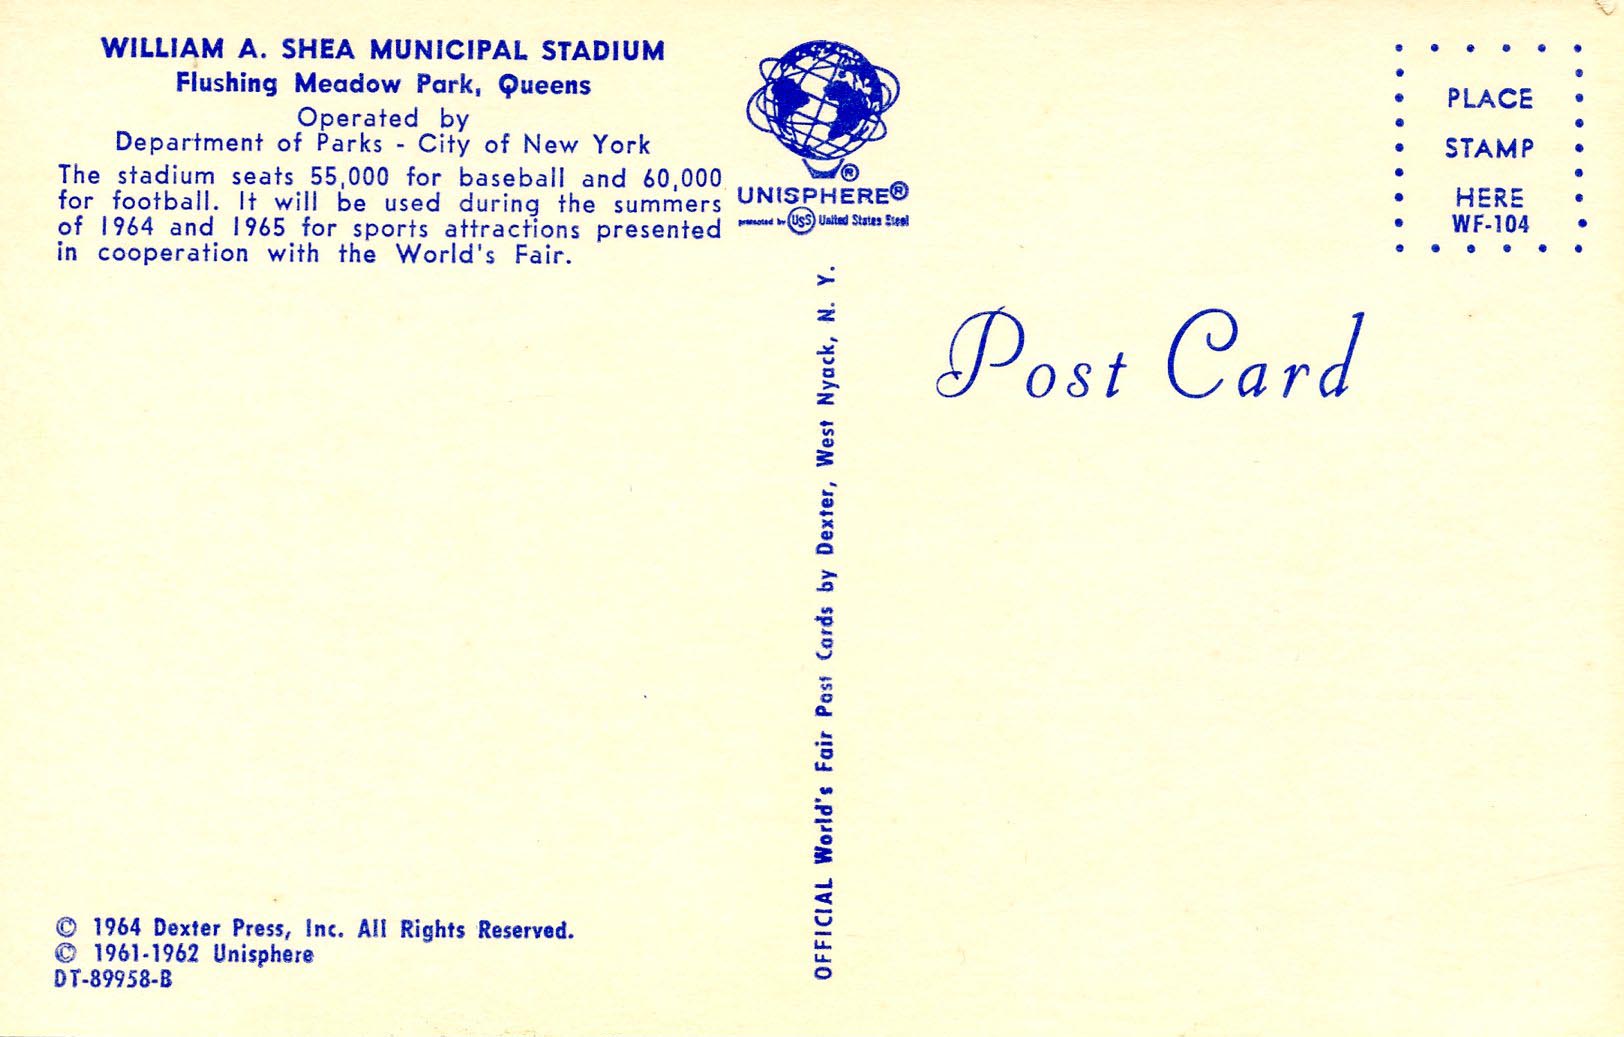 WILLIAM A. SHEA MUNICIPAL STADIUM
Flushing Meadow Park, Queens
Operated by
Department of Parks - City of New York
The stadium seats 55,000 for baseball and 60,000
for football. It will be used during the summers
of 1964 and 1965 for sports attractions presented
in cooperation with the World's Fair.
®
UNISPHERE®
presented by USS United States Steel
PLACE
STAMP
HERE
WF-104
Post Card
OFFICIAL World's Fair Post Cards by Dexter, West Nyack, N. Y.
© 1964 Dexter Press, Inc. All Rights Reserved.
© 1961-1962 Unisphere
DT-89958-B